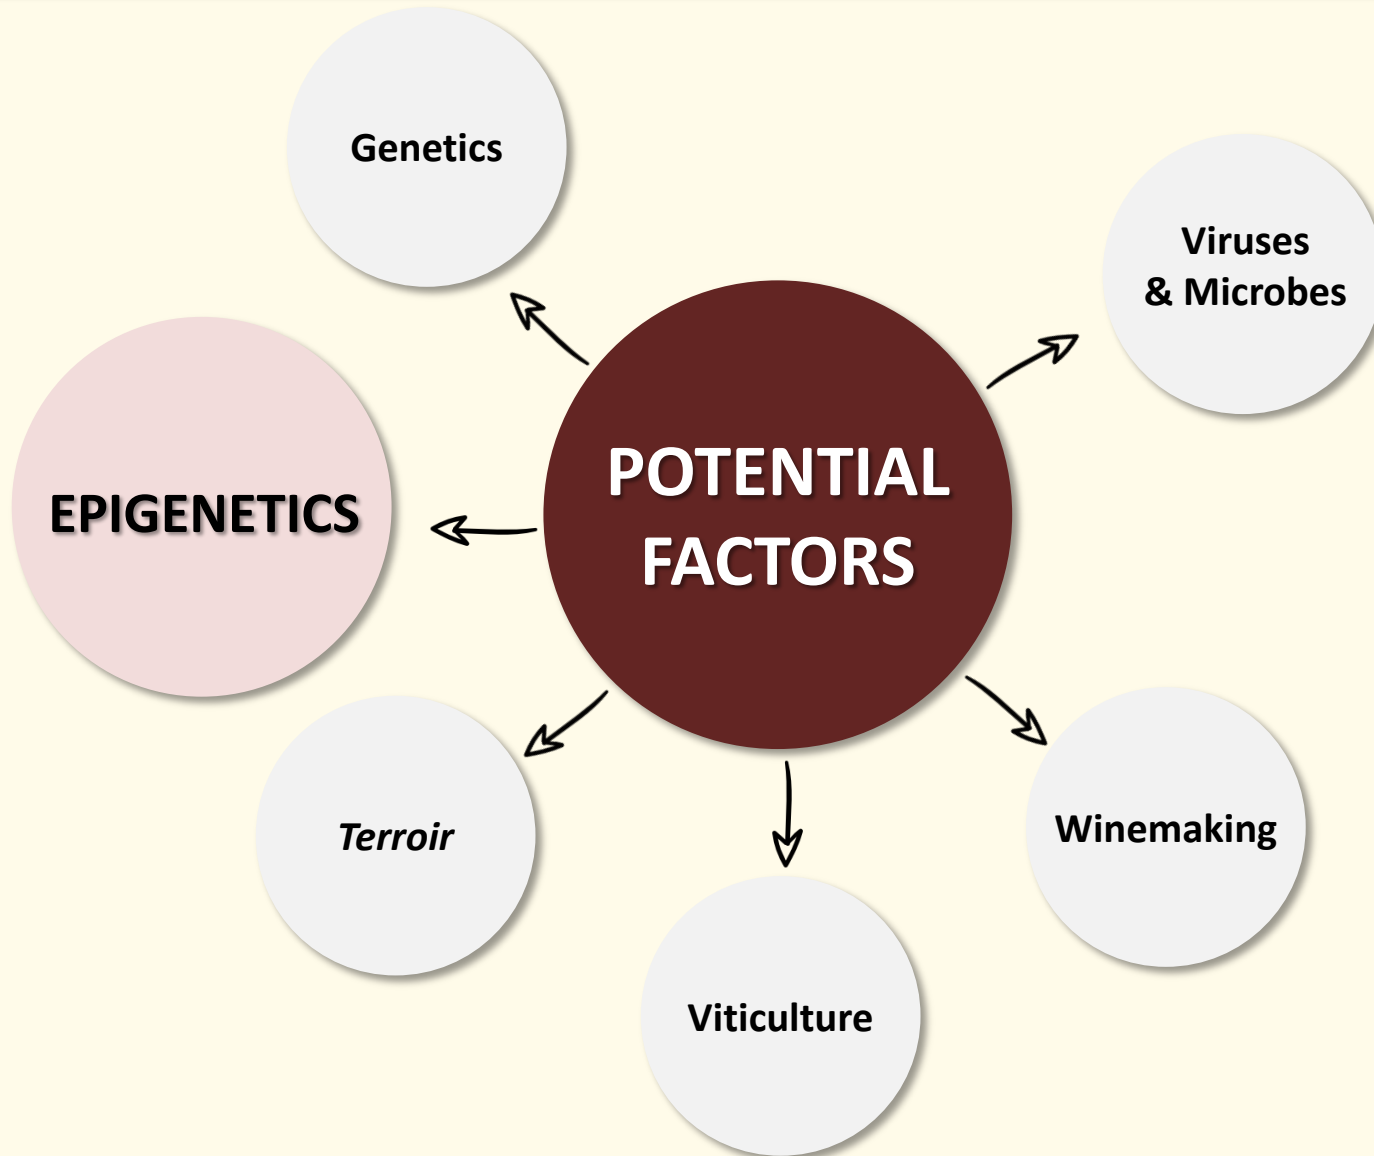 Genetics
Viruses
& Microbes
POTENTIAL
FACTORS
EPIGENETICS
Terroir
Winemaking
Viticulture